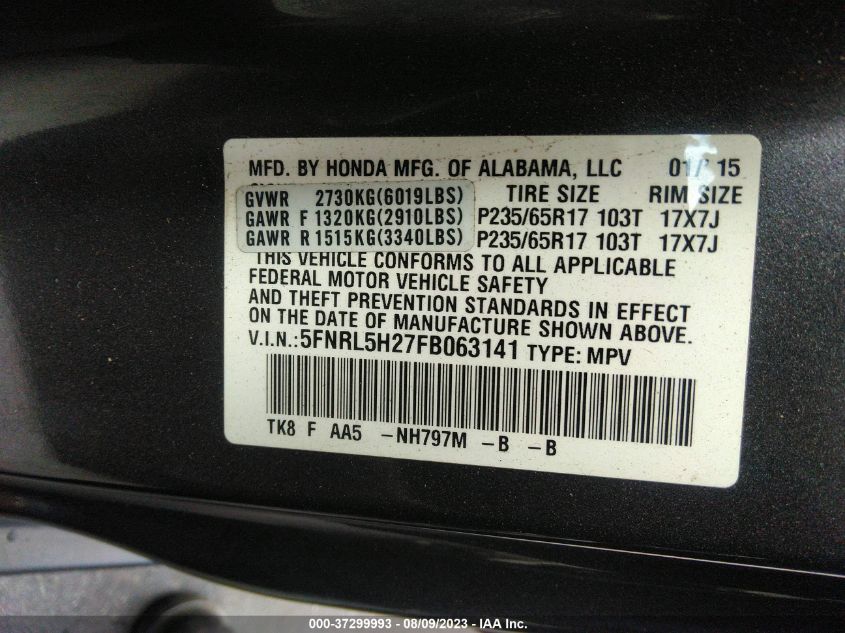 MFD. BY HONDA MFG. OF ALABAMA, LLC 01/ 15
GVWR 2730KG(6019LBS) TIRE SIZE RIM SIZE
GAWR F 1320KG(2910LBS) P235/65R17 103T 17X7J
GAWR R 1515KG(3340LBS) P235/65R17 103T 17X7J
THIS VEHICLE CONFORMS TO ALL APPLICABLE
FEDERAL MOTOR VEHICLE SAFETY
AND THEFT PREVENTION STANDARDS IN EFFECT
ON THE DATE OF MANUFACTURE SHOWN ABOVE.
V.I.N.:5FNRL5H27FB063141 TYPE: MPV
TK8 F AA5 -NH797M -B -B
000-37299993 - 08/09/2023 - IAA Inc.